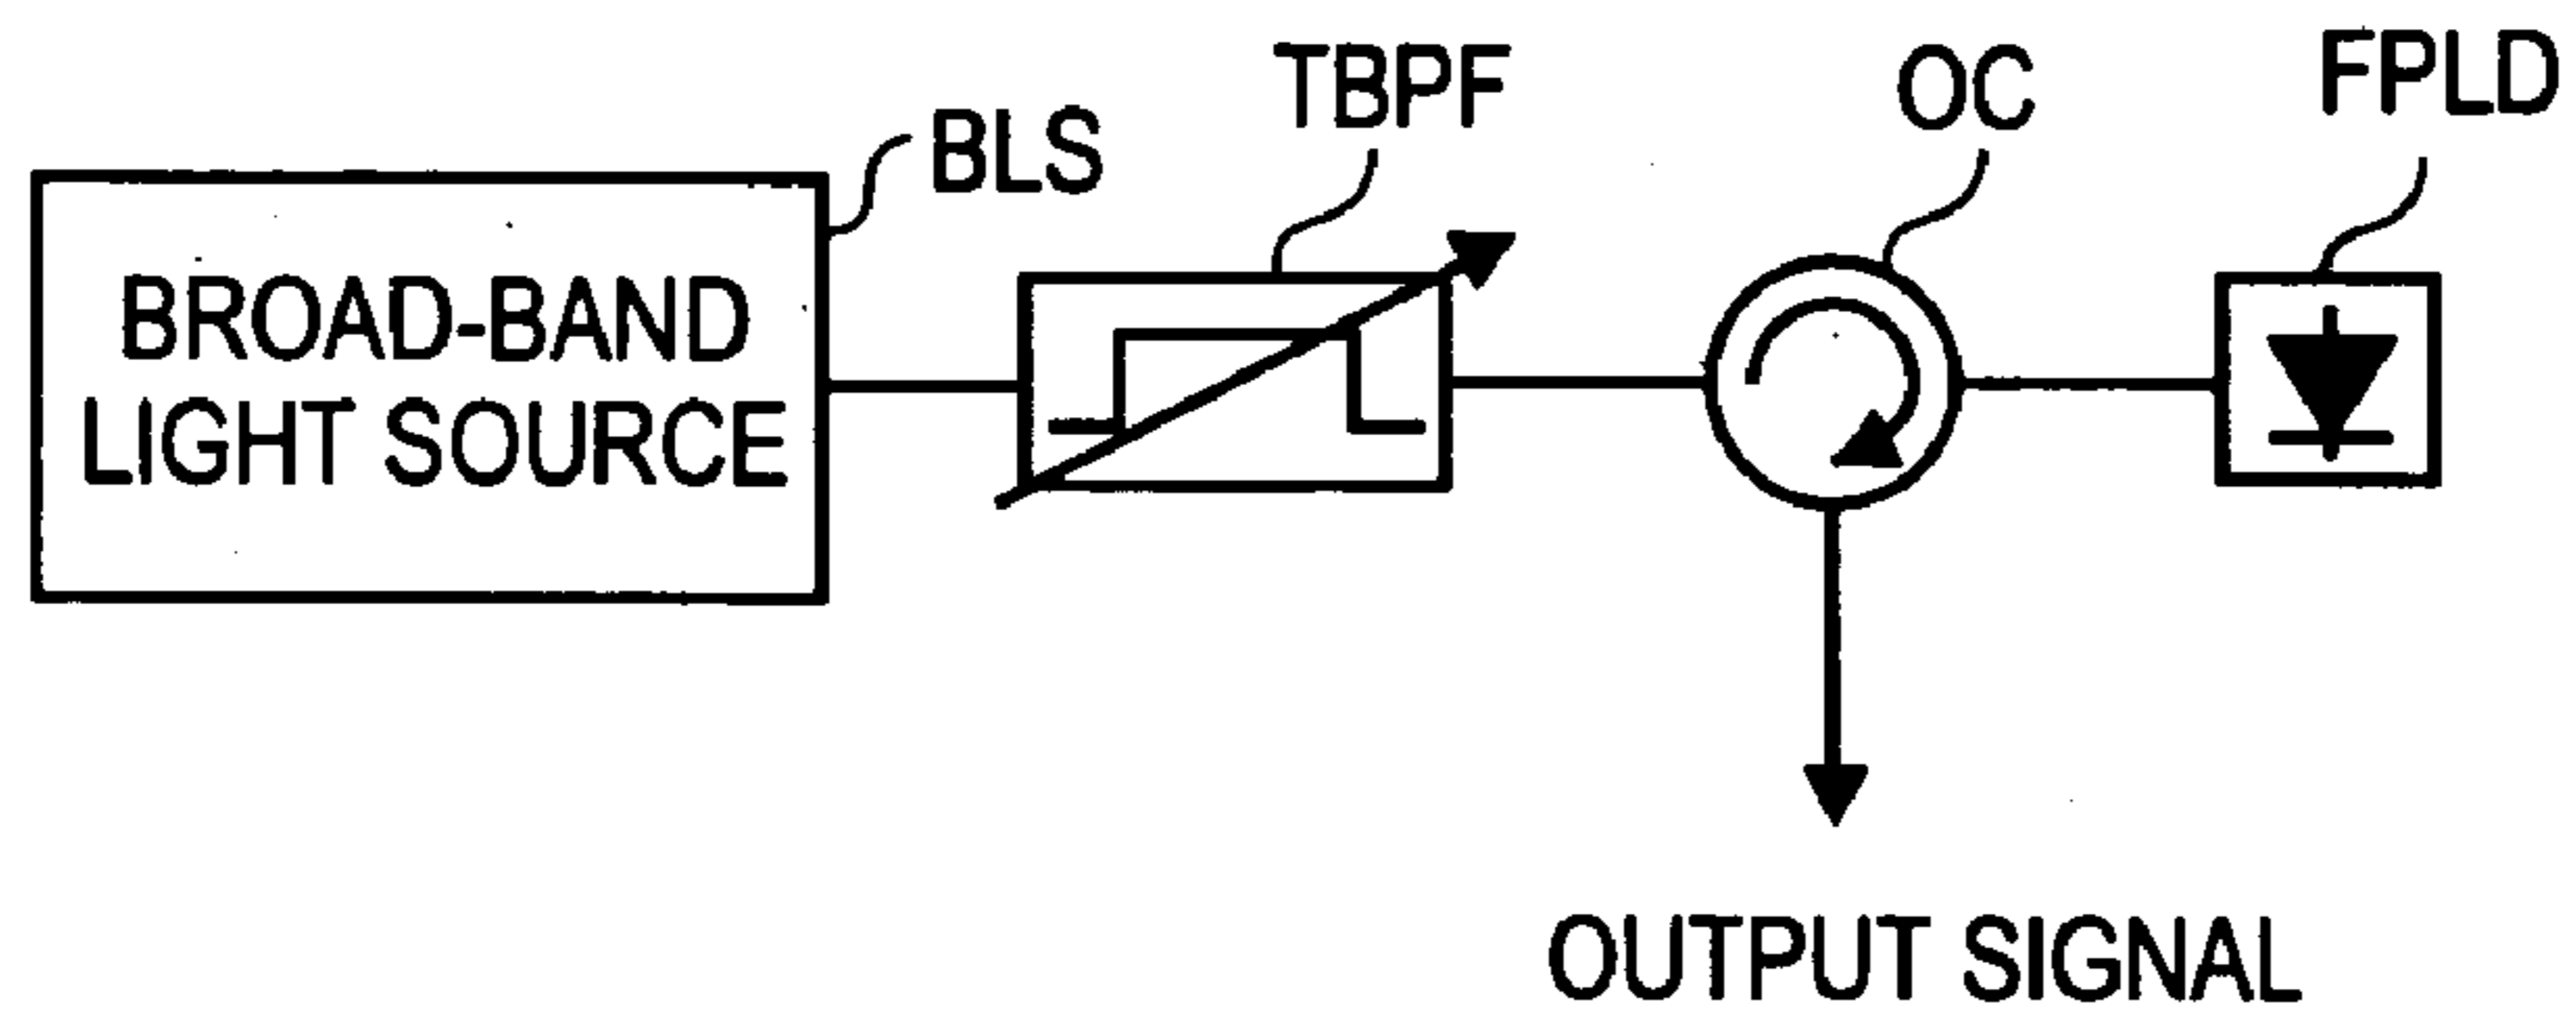 BLS
TBPF
OC
FPLD
BROAD-BAND
LIGHT SOURCE
OUTPUT SIGNAL